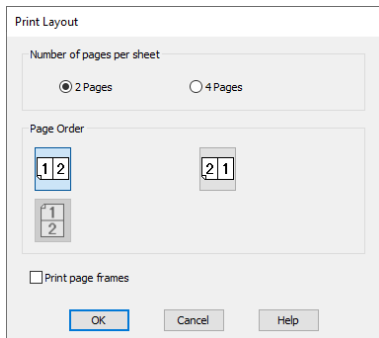 Print Layout
Number of pages per sheet
2 Pages
4 Pages
Page Order
1 2
2 1
1
2
Print page frames
OK
Cancel
Help